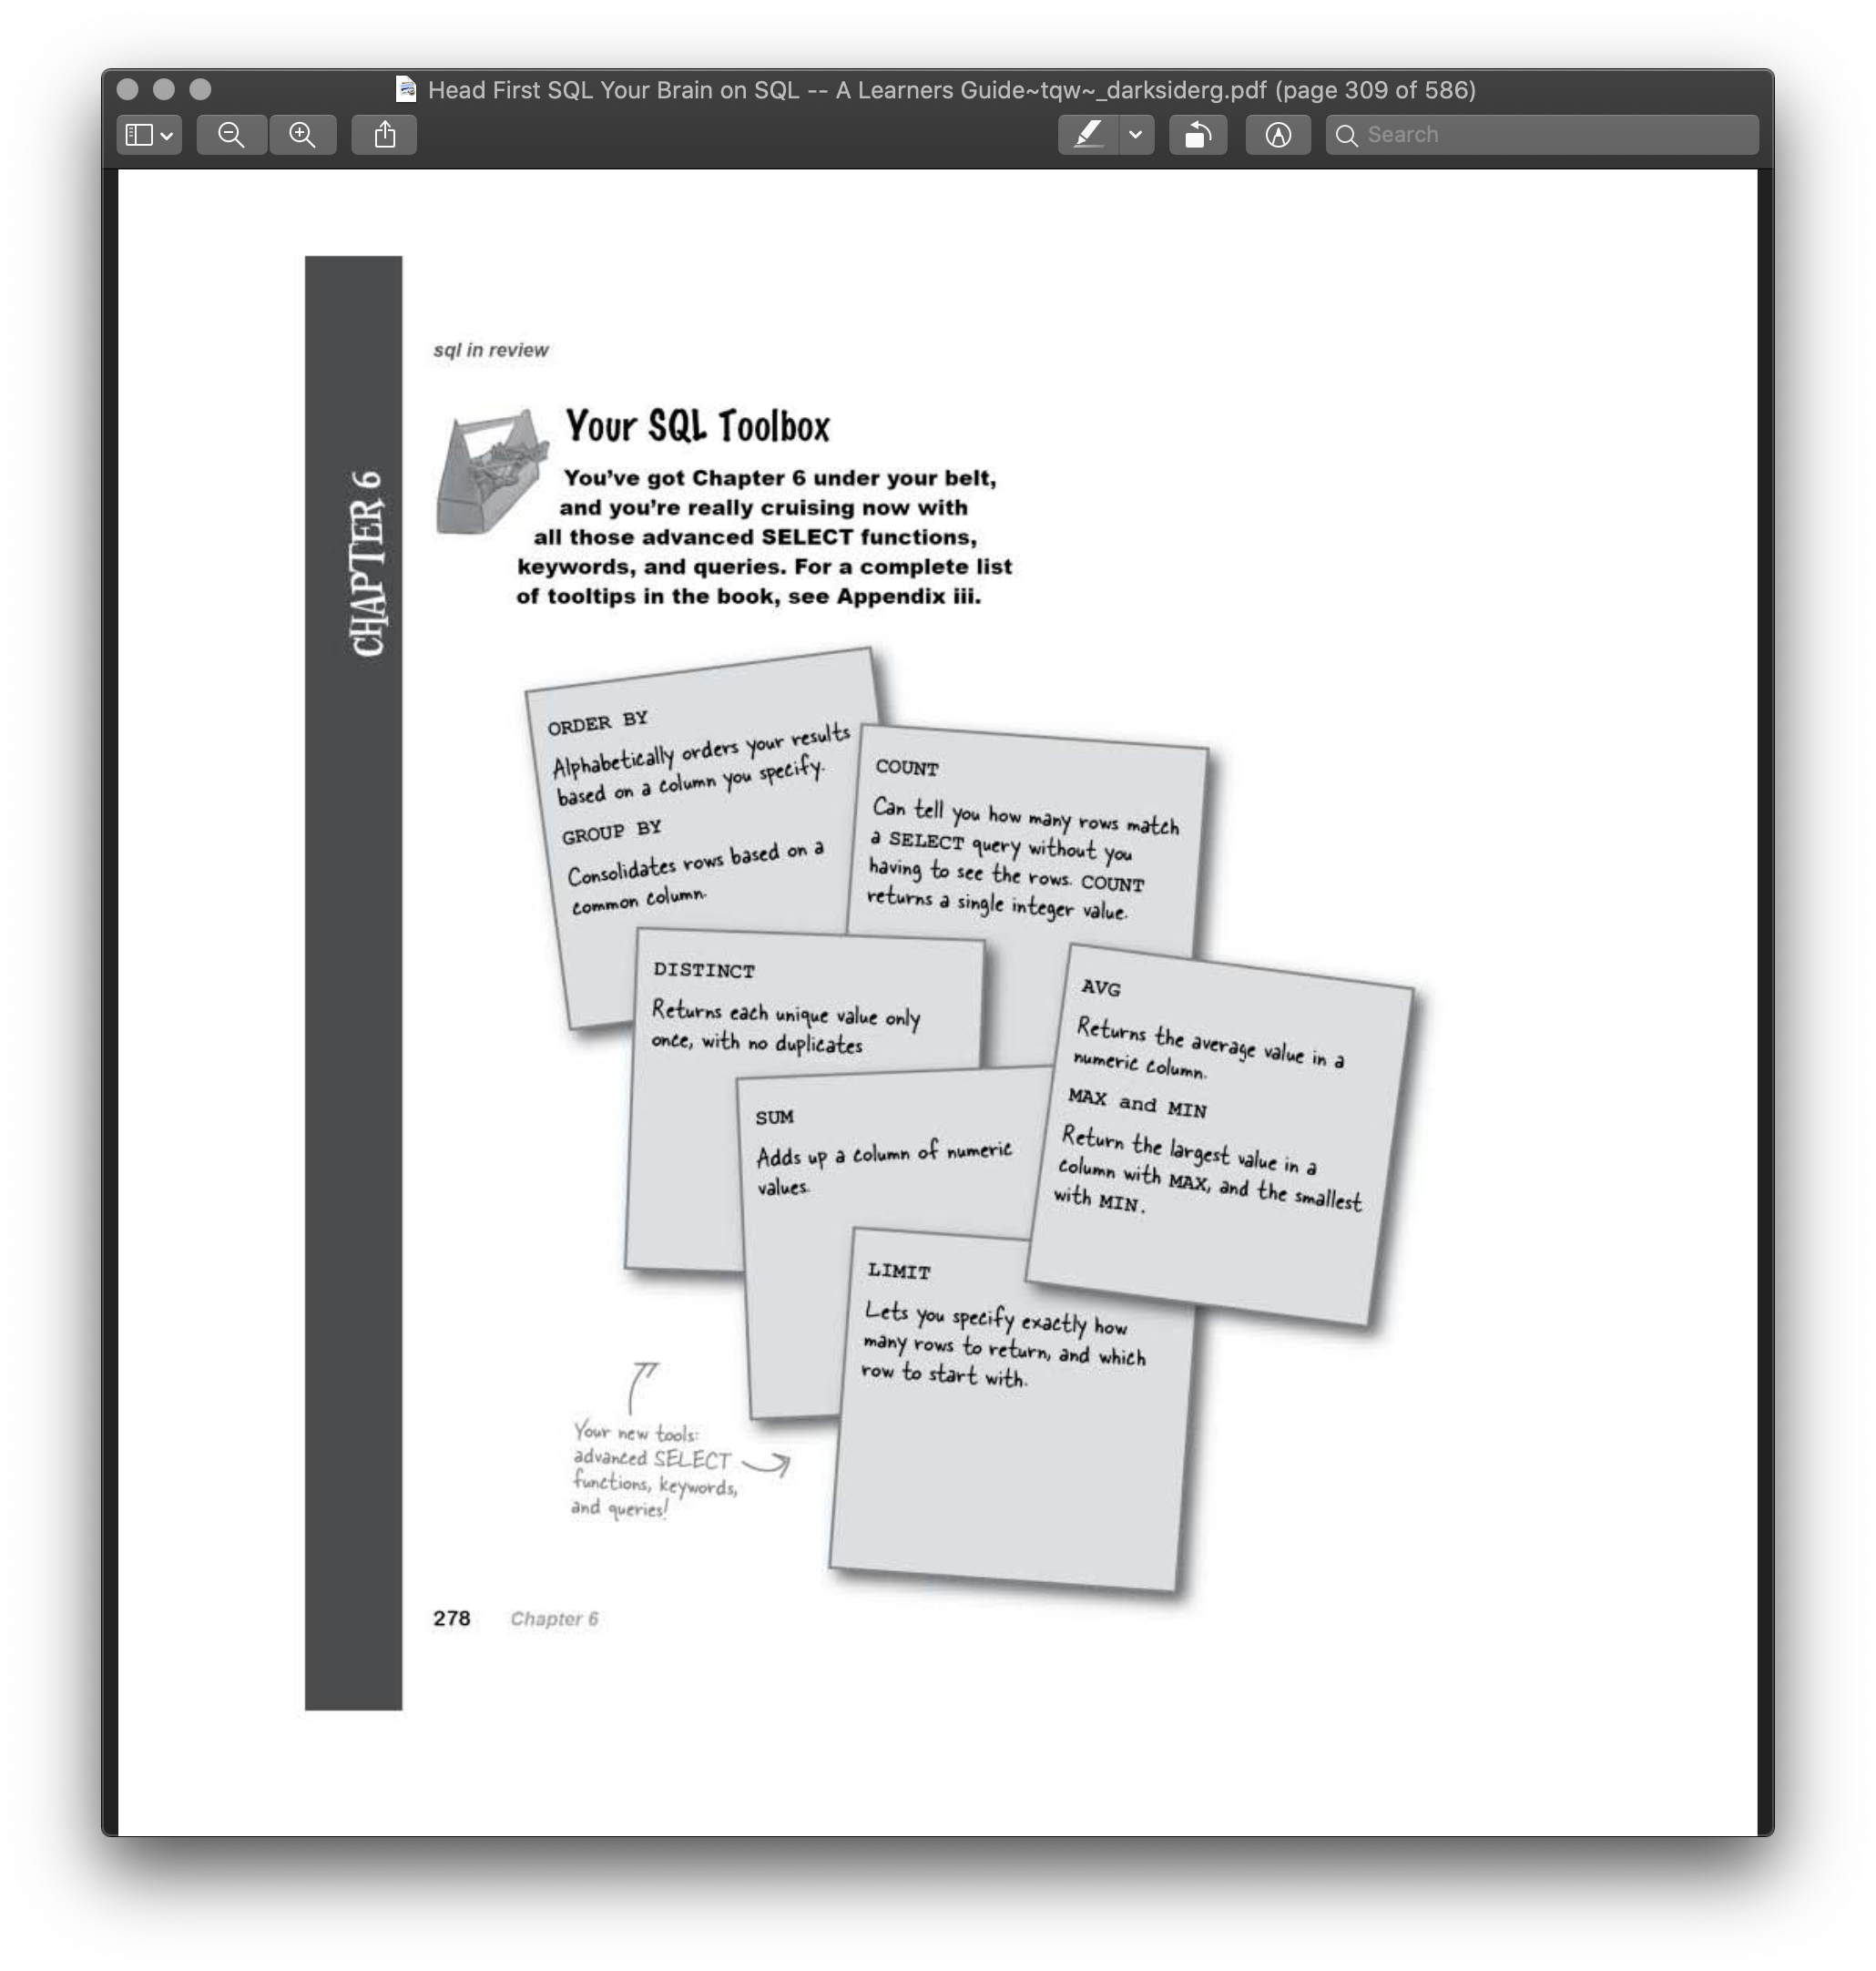 Head First SQL Your Brain on SQL -- A Learners Guide~tqw~_darksiderg.pdf (page 309 of 586)
Search
CHAPTER 6
sql in review
Your SQL Toolbox
You've got Chapter 6 under your belt,
and you're really cruising now with
all those advanced SELECT functions,
keywords, and queries. For a complete list
of tooltips in the book, see Appendix iii.
ORDER BY
Alphabetically orders your results
based on a column you specify.
GROUP BY
Consolidates rows based on a
common column.
COUNT
Can tell you how many rows match
a SELECT query without you
having to see the rows. COUNT
returns a single integer value.
DISTINCT
Returns each unique value only
once, with no duplicates
AVG
Returns the average value in a
numeric column.
MAX and MIN
Return the largest value in a
column with MAX, and the smallest
with MIN.
SUM
Adds up a column of numeric
values.
LIMIT
Lets you specify exactly how
many rows to return, and which
row to start with.
Your new tools:
advanced SELECT
functions, keywords,
and queries!
278 Chapter 6